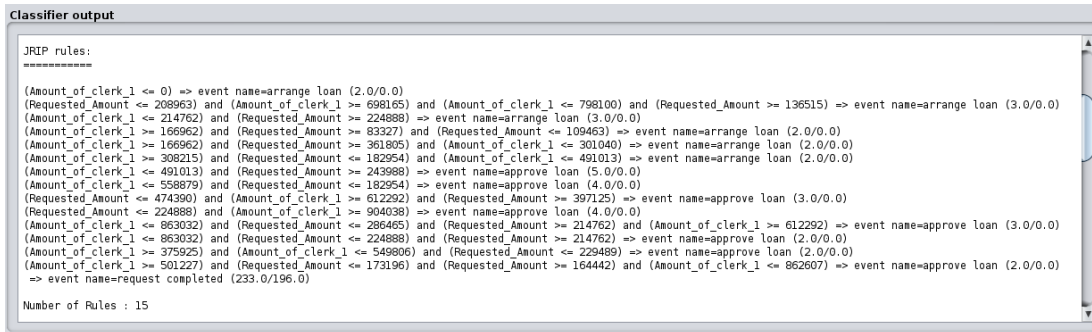 Classifier output
JRIP rules:
===========
(Amount_of_clerk_1 <= 0) => event name=arrange loan (2.0/0.0)
(Requested_Amount <= 208963) and (Amount_of_clerk_1 >= 698165) and (Amount_of_clerk_1 <= 798100) and (Requested_Amount >= 136515) => event name=arrange loan (3.0/0.0)
(Amount_of_clerk_1 <= 214762) and (Requested_Amount >= 224888) => event name=arrange loan (3.0/0.0)
(Amount_of_clerk_1 >= 166962) and (Requested_Amount >= 83327) and (Requested_Amount <= 109463) => event name=arrange loan (2.0/0.0)
(Amount_of_clerk_1 >= 166962) and (Requested_Amount >= 361805) and (Amount_of_clerk_1 <= 301040) => event name=arrange loan (2.0/0.0)
(Amount_of_clerk_1 >= 308215) and (Requested_Amount <= 182954) and (Amount_of_clerk_1 <= 491013) => event name=arrange loan (2.0/0.0)
(Amount_of_clerk_1 <= 491013) and (Requested_Amount >= 243988) => event name=approve loan (5.0/0.0)
(Amount_of_clerk_1 <= 558879) and (Requested_Amount <= 182954) => event name=approve loan (4.0/0.0)
(Requested_Amount <= 474390) and (Amount_of_clerk_1 >= 612292) and (Requested_Amount >= 397125) => event name=approve loan (3.0/0.0)
(Requested_Amount <= 224888) and (Amount_of_clerk_1 >= 904038) => event name=approve loan (4.0/0.0)
(Amount_of_clerk_1 <= 863032) and (Requested_Amount <= 286465) and (Requested_Amount >= 214762) and (Amount_of_clerk_1 >= 612292) => event name=approve loan (3.0/0.0)
(Amount_of_clerk_1 <= 863032) and (Requested_Amount <= 224888) and (Requested_Amount >= 214762) => event name=approve loan (2.0/0.0)
(Amount_of_clerk_1 >= 375925) and (Amount_of_clerk_1 <= 549806) and (Requested_Amount <= 229489) => event name=approve loan (2.0/0.0)
(Amount_of_clerk_1 >= 501227) and (Requested_Amount <= 173196) and (Requested_Amount >= 164442) and (Amount_of_clerk_1 <= 862607) => event name=approve loan (2.0/0.0)
=> event name=request completed (233.0/196.0)
Number of Rules : 15